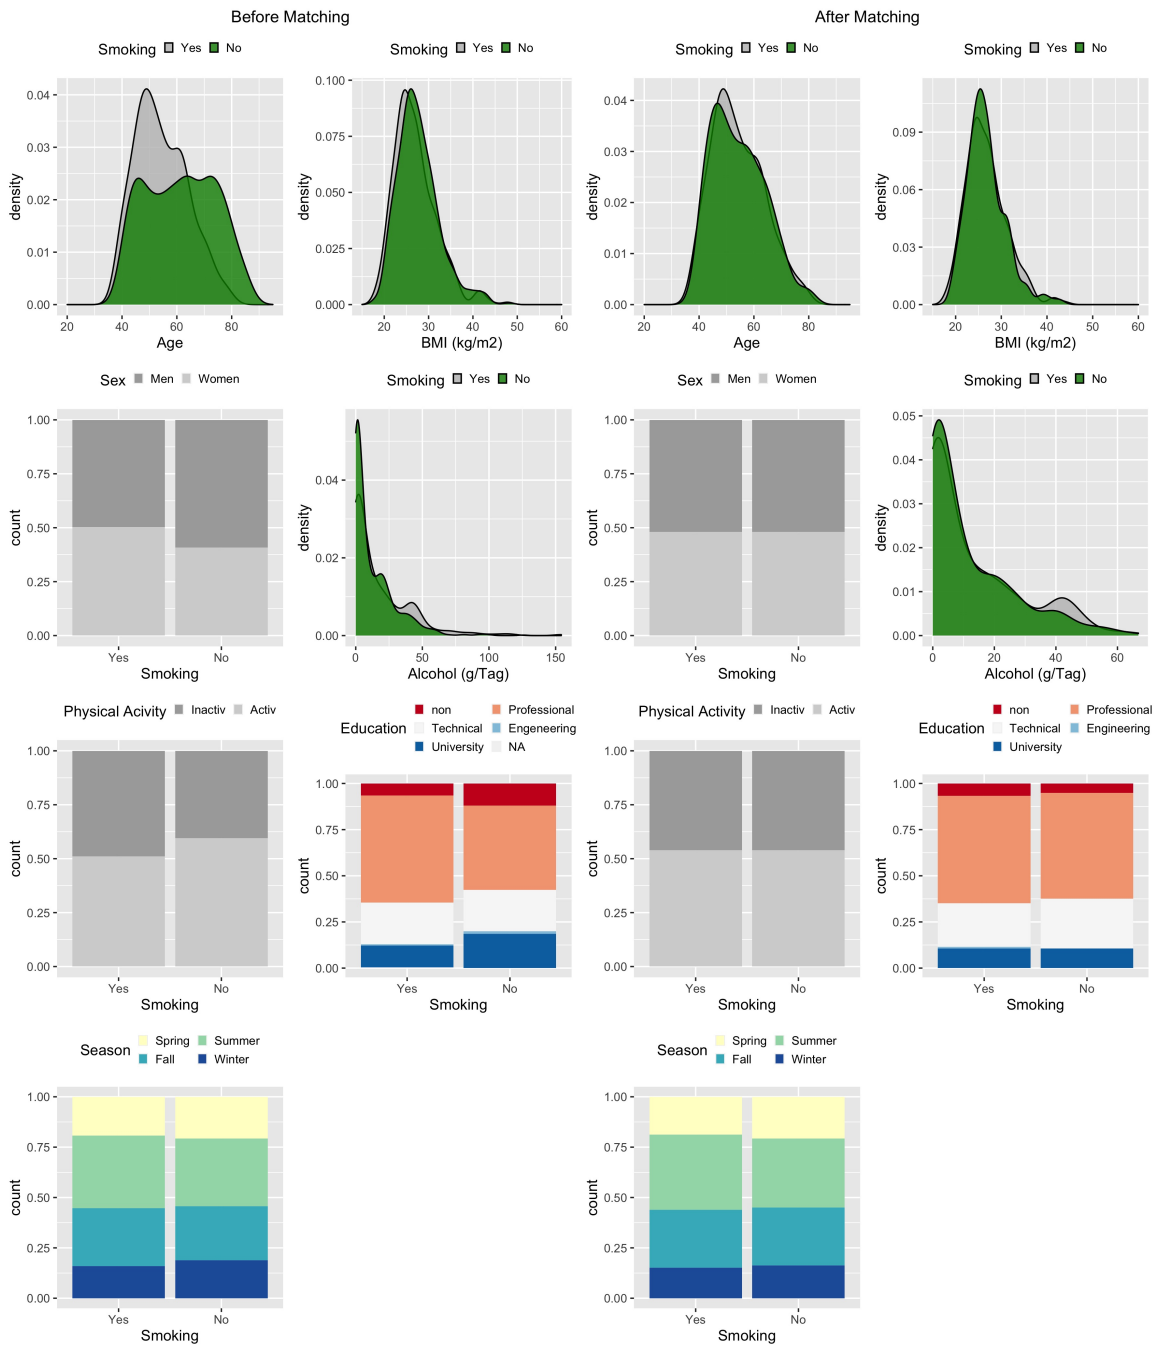 Before Matching
After Matching
Smoking Yes No
Smoking Yes No
Smoking Yes No
Smoking Yes No
density
0.04
0.03
0.02
0.01
0.00
20 40 60 80
Age
density
0.100
0.075
0.050
0.025
0.000
20 30 40 50 60
BMI (kg/m2)
density
0.04
0.03
0.02
0.01
0.00
20 40 60 80
Age
density
0.09
0.06
0.03
0.00
20 30 40 50 60
BMI (kg/m2)
Sex Men Women
Smoking Yes No
Sex Men Women
Smoking Yes No
count
1.00
0.75
0.50
0.25
0.00
Yes No
Smoking
density
0.04
0.02
0.00
0 50 100 150
Alcohol (g/Tag)
count
1.00
0.75
0.50
0.25
0.00
Yes No
Smoking
density
0.05
0.04
0.03
0.02
0.01
0.00
0 20 40 60
Alcohol (g/Tag)
Physical Acivity Inactiv Activ
Education non Professional
Technical Engeneering
University NA
Physical Activity Inactiv Activ
Education non Professional
Technical Engineering
University
count
1.00
0.75
0.50
0.25
0.00
Yes No
Smoking
count
1.00
0.75
0.50
0.25
0.00
Yes No
Smoking
count
1.00
0.75
0.50
0.25
0.00
Yes No
Smoking
count
1.00
0.75
0.50
0.25
0.00
Yes No
Smoking
Season Spring Summer
Fall Winter
Season Spring Summer
Fall Winter
count
1.00
0.75
0.50
0.25
0.00
Yes No
Smoking
count
1.00
0.75
0.50
0.25
0.00
Yes No
Smoking